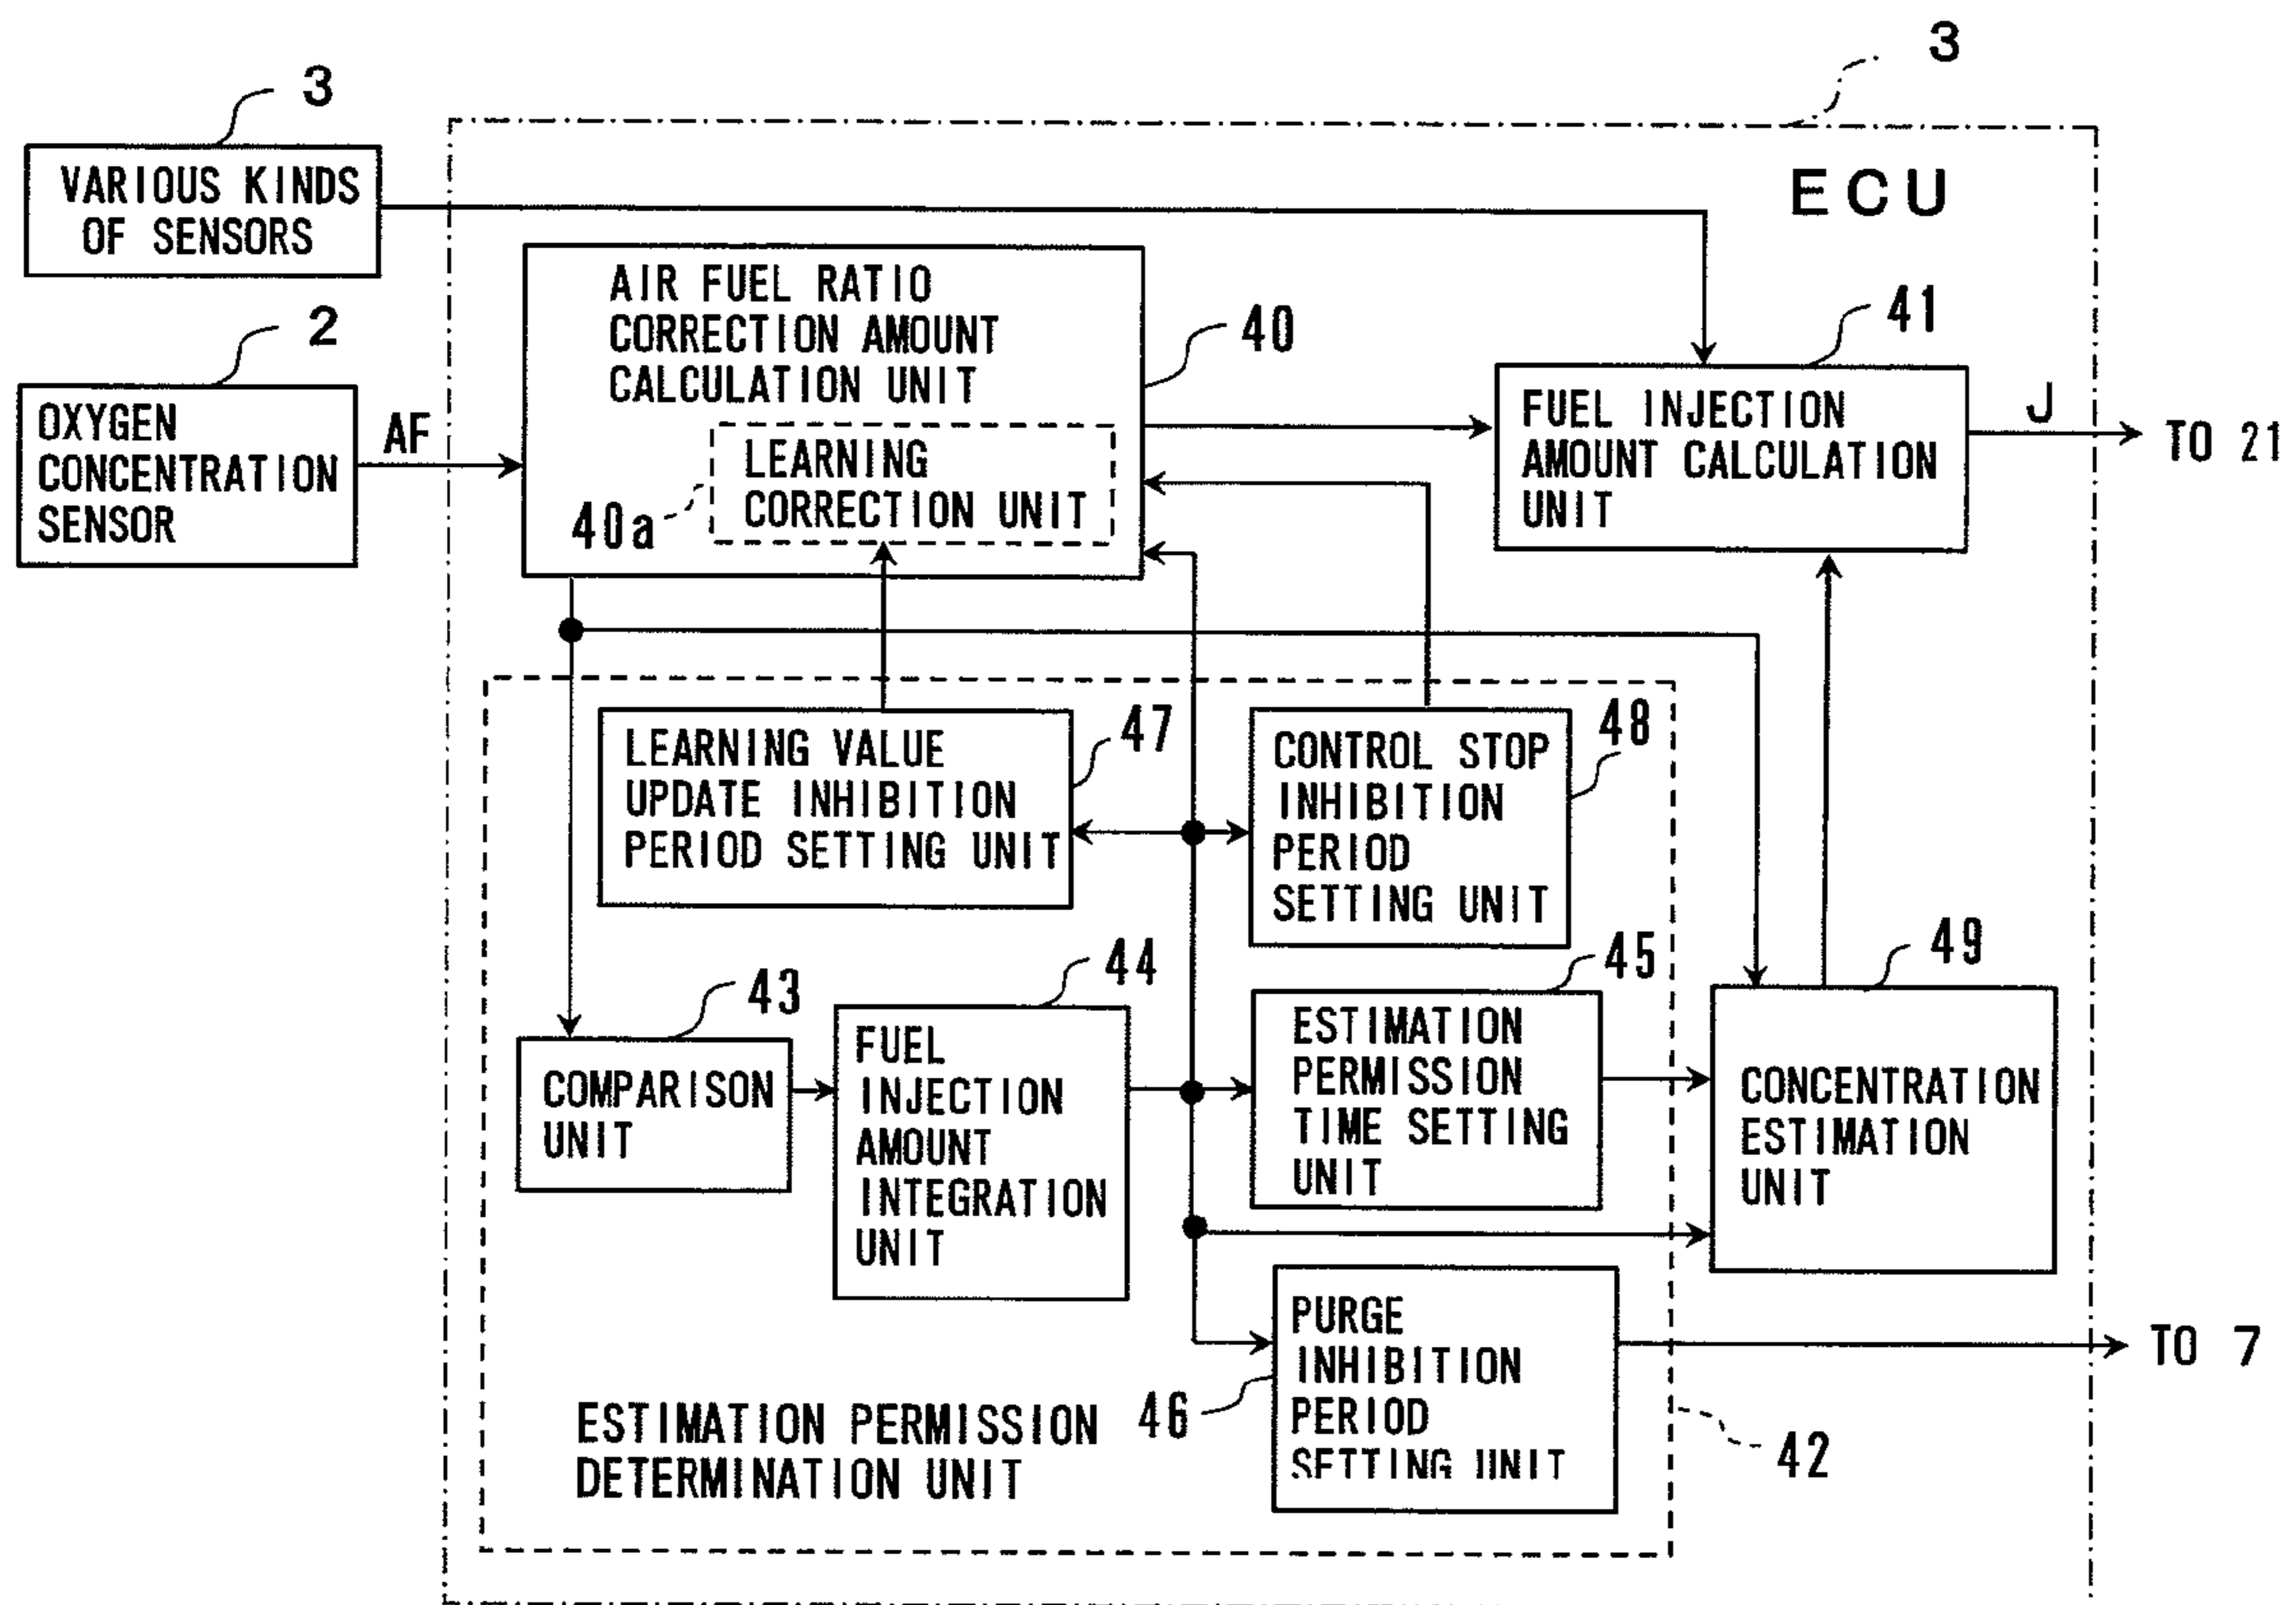 3
3
VARIOUS KINDS
OF SENSORS
ECU
2
OXYGEN
CONCENTRATION
SENSOR
AF
AIR FUEL RATIO
CORRECTION AMOUNT
CALCULATION UNIT
40
LEARNING
CORRECTION UNIT
40a
41
FUEL INJECTION
AMOUNT CALCULATION
UNIT
J
TO 21
LEARNING VALUE
UPDATE INHIBITION
PERIOD SETTING UNIT
47
CONTROL STOP
INHIBITION
PERIOD
SETTING UNIT
48
43
COMPARISON
UNIT
44
FUEL
INJECTION
AMOUNT
INTEGRATION
UNIT
45
ESTIMATION
PERMISSION
TIME SETTING
UNIT
49
CONCENTRATION
ESTIMATION
UNIT
PURGE
INHIBITION
PERIOD
SETTING UNIT
46
TO 7
ESTIMATION PERMISSION
DETERMINATION UNIT
42